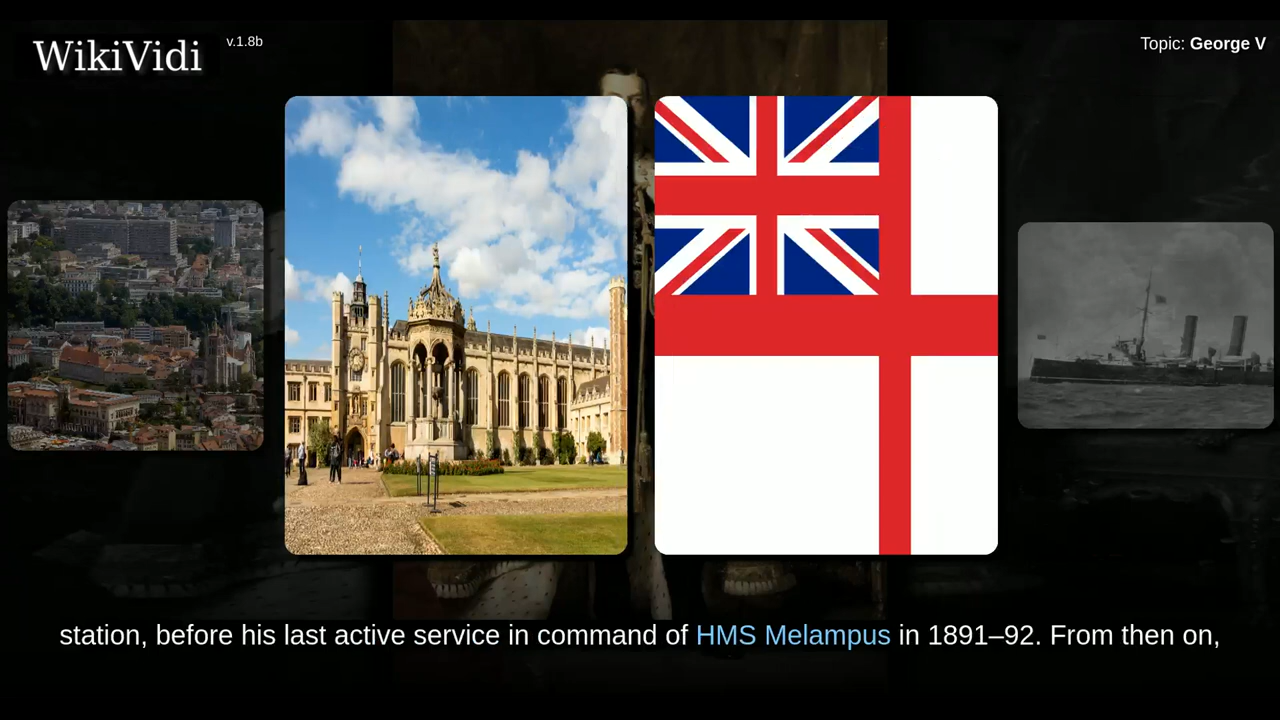 WikiVidi v.1.8b
Topic: George V
station, before his last active service in command of HMS Melampus in 1891–92. From then on,